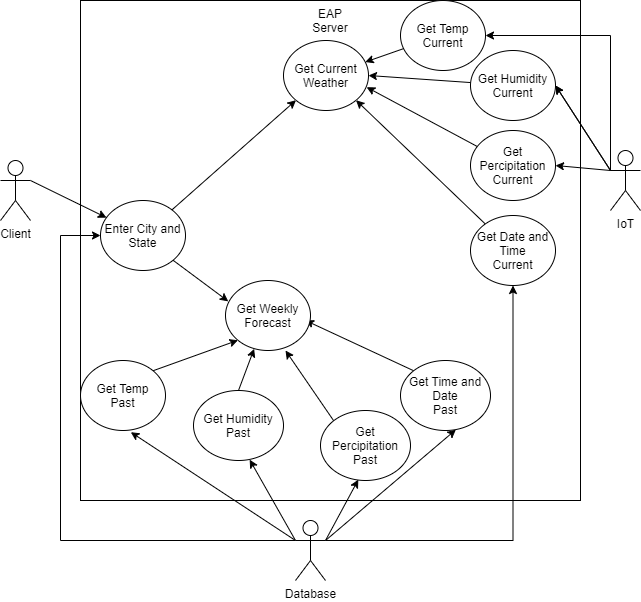 EAP
Server
Get Temp
Current
Get Current
Weather
Get Humidity
Current
Get
Percipitation
Current
Client
IoT
Enter City and
State
Get Date and
Time
Current
Get Weekly
Forecast
Get Temp
Past
Get Humidity
Past
Get
Percipitation
Past
Get Time and
Date
Past
Database